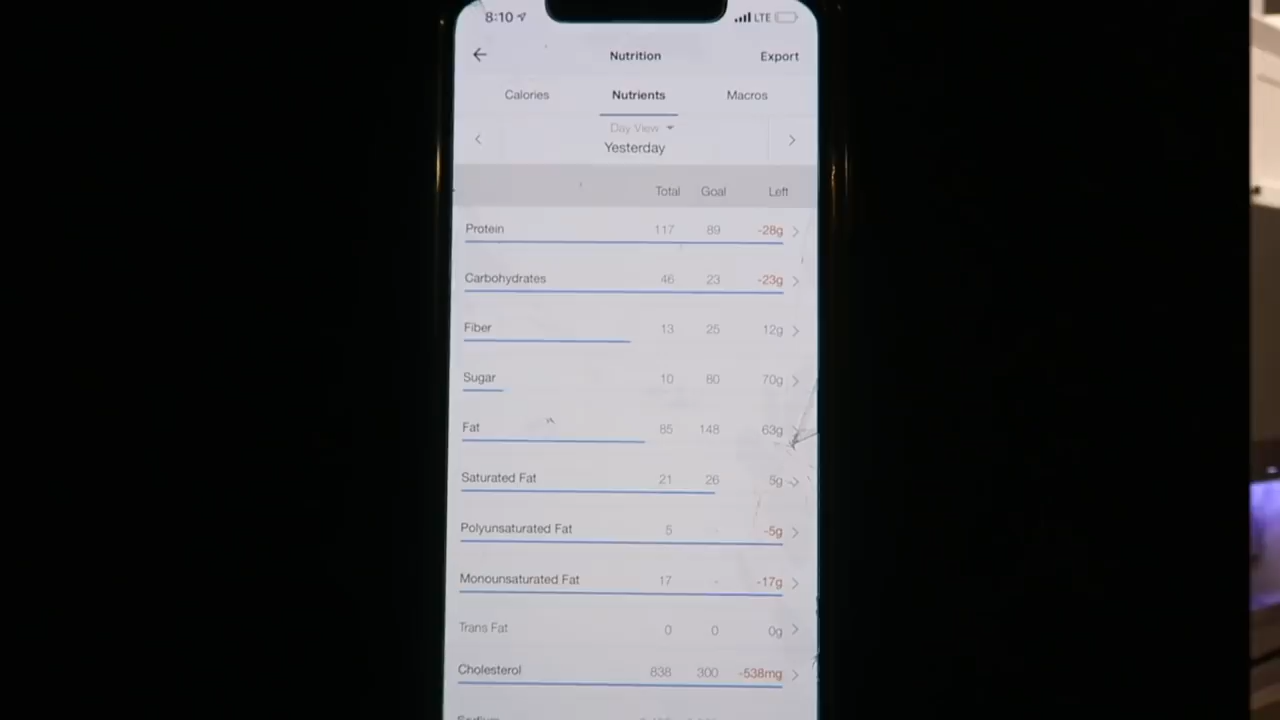 8:10 LTE
Nutrition Export
Calories Nutrients Macros
Day View
Yesterday
Total Goal Left
Protein 117 89 -28g
Carbohydrates 46 23 -23g
Fiber 13 25 12g
Sugar 10 80 70g
Fat 85 148 63g
Saturated Fat 21 26 5g
Polyunsaturated Fat 5 - -5g
Monounsaturated Fat 17 - -17g
Trans Fat 0 0 0g
Cholesterol 838 300 -538mg